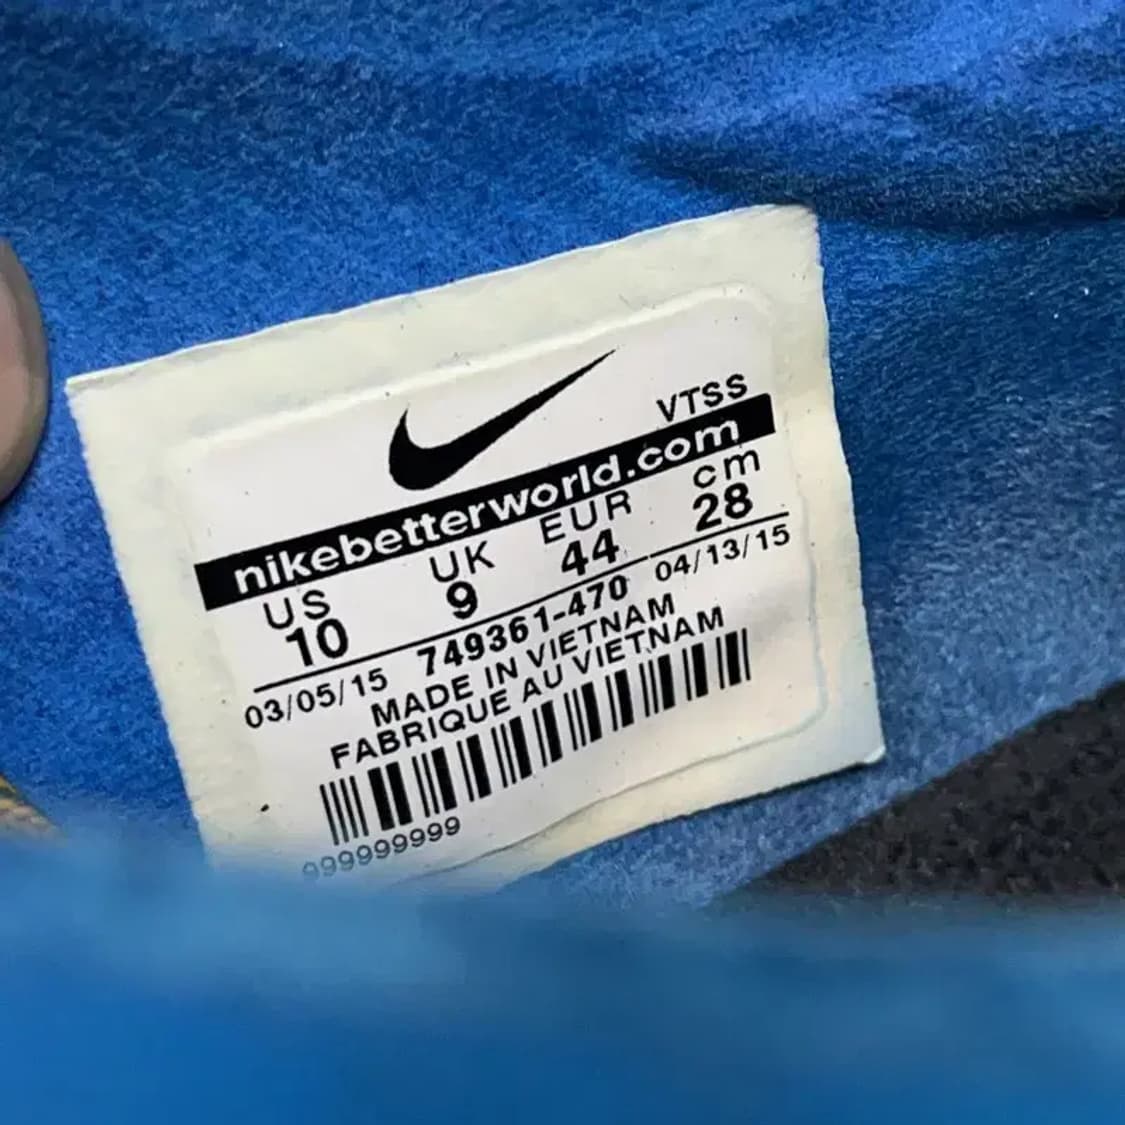 VTSS
nikebetterworld.com
US UK EUR cm
10 9 44 28
03/05/15 749361-470 04/13/15
MADE IN VIETNAM
FABRIQUE AU VIETNAM
999999999